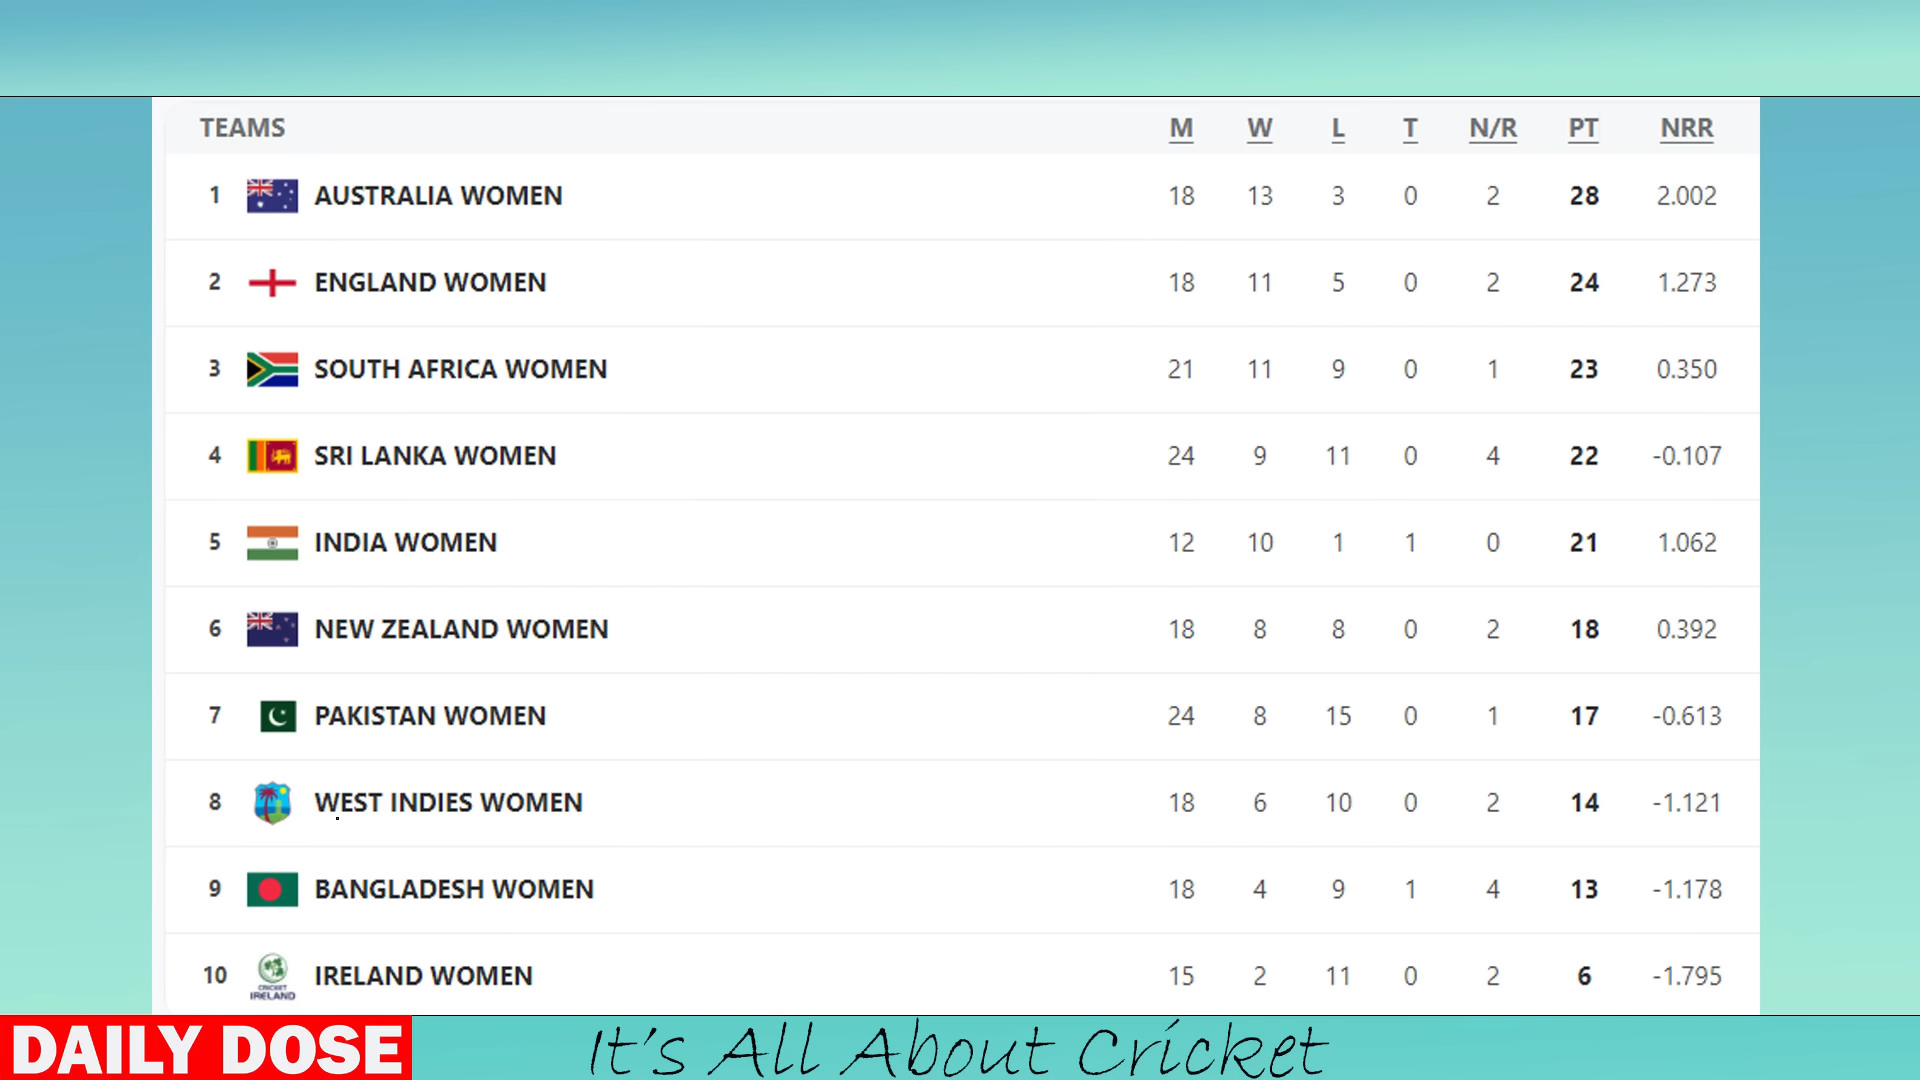 TEAMS M W L T N/R PT NRR
1 AUSTRALIA WOMEN 18 13 3 0 2 28 2.002
2 ENGLAND WOMEN 18 11 5 0 2 24 1.273
3 SOUTH AFRICA WOMEN 21 11 9 0 1 23 0.350
4 SRI LANKA WOMEN 24 9 11 0 4 22 -0.107
5 INDIA WOMEN 12 10 1 1 0 21 1.062
6 NEW ZEALAND WOMEN 18 8 8 0 2 18 0.392
7 PAKISTAN WOMEN 24 8 15 0 1 17 -0.613
8 WEST INDIES WOMEN 18 6 10 0 2 14 -1.121
9 BANGLADESH WOMEN 18 4 9 1 4 13 -1.178
10 CRICKET IRELAND IRELAND WOMEN 15 2 11 0 2 6 -1.795
DAILY DOSE It's All About Cricket